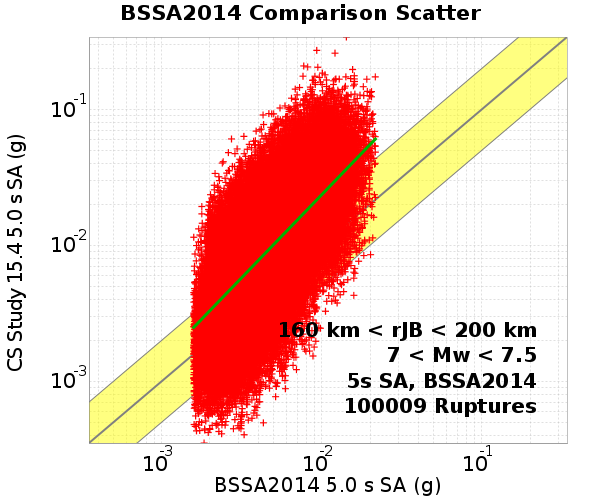 BSSA2014 Comparison Scatter
CS Study 15.4 5.0 s SA (g)
10-1
10-2
10-3
160 km < rJB < 200 km
7 < Mw < 7.5
5s SA, BSSA2014
100009 Ruptures
10-3 10-2 10-1
BSSA2014 5.0 s SA (g)